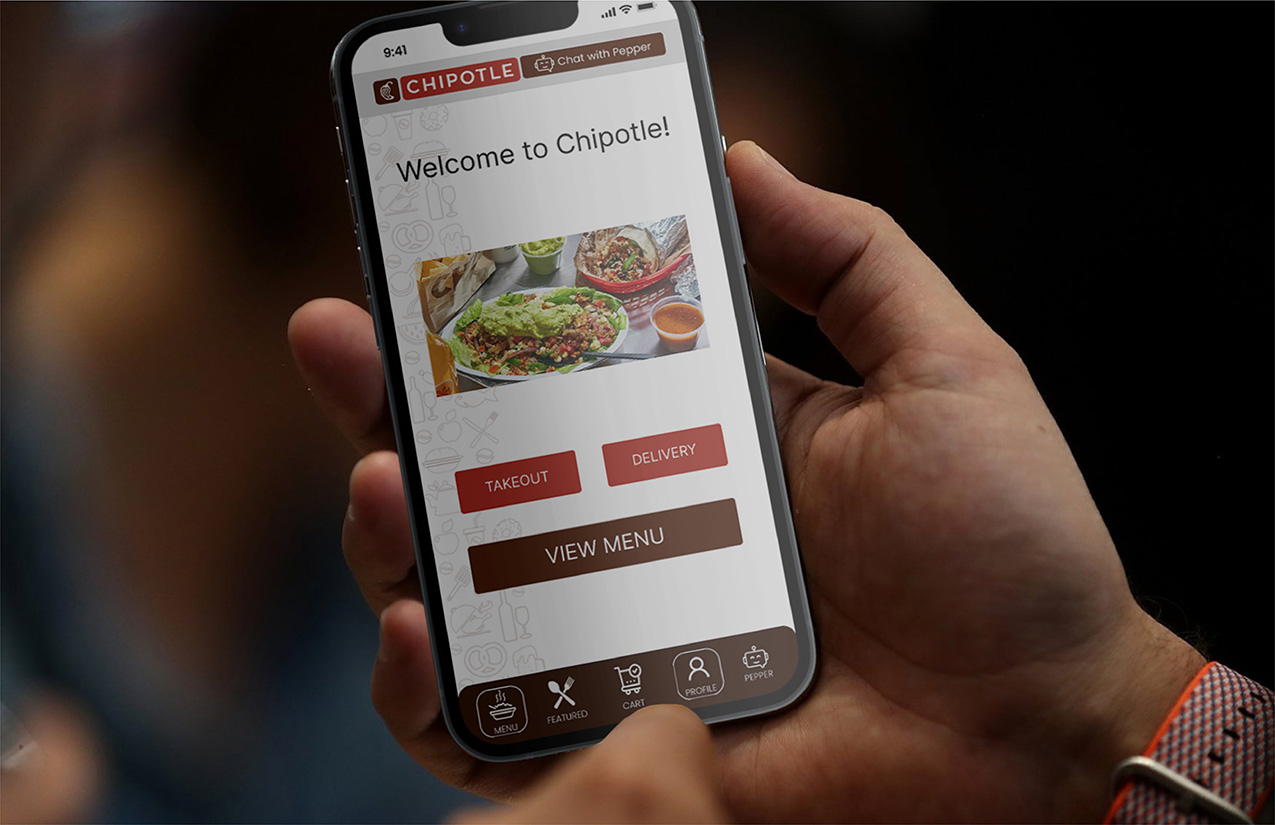 9:41
CHIPOTLE
Chat with Pepper
Welcome to Chipotle!
TAKEOUT
DELIVERY
VIEW MENU
MENU
FEATURED
CART
PROFILE
PEPPER